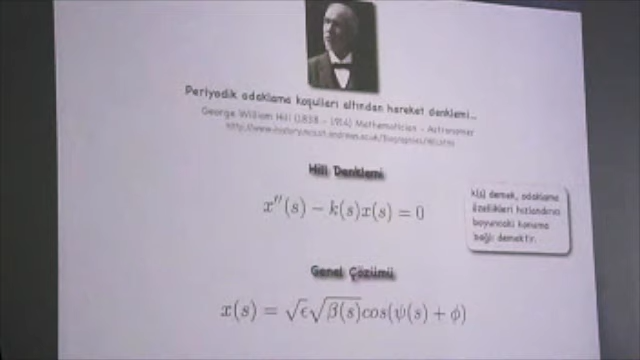 Periyodik odaklama koşulları altından hareket denklemi...
George William Hill (1838 - 1914) Mathematician - Astronomer
Hill Denklemi
x''(s) − k(s)x(s) = 0
k(s) demek, odaklama
özellikleri hızlandırıcı
boyuncaki konuma
bağlı demektir.
Genel Çözümü
x(s) = √ϵ√β(s)cos(ψ(s) + ϕ)